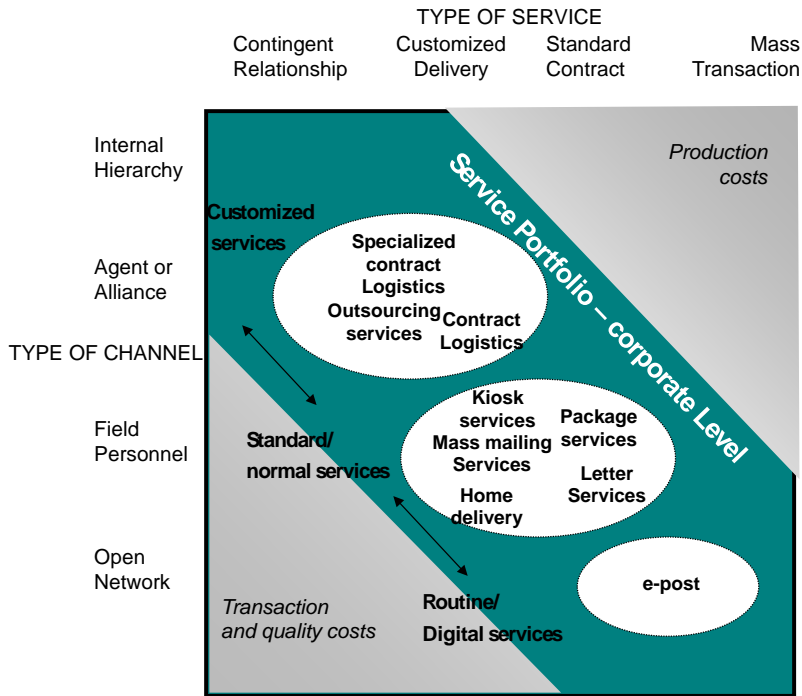 TYPE OF SERVICE
Contingent
Relationship
Customized
Delivery
Standard
Contract
Mass
Transaction
Internal
Hierarchy
Production
costs
Service Portfolio – corporate Level
Customized
services
Specialized
contract
Logistics
Outsourcing
services
Contract
Logistics
Agent or
Alliance
TYPE OF CHANNEL
Field
Personnel
Standard/
normal services
Kiosk
services
Mass mailing
Services
Package
services
Home
delivery
Letter
Services
Open
Network
e-post
Transaction
and quality costs
Routine/
Digital services